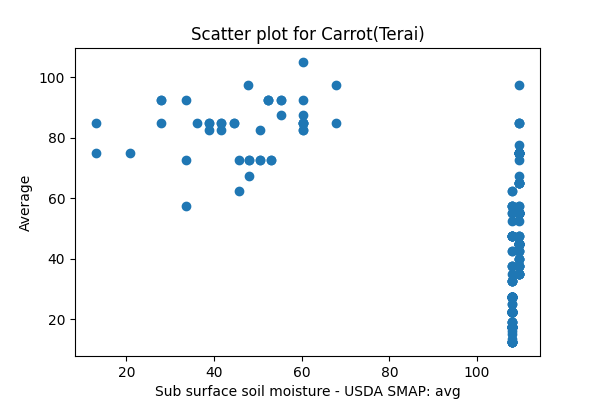 Scatter plot for Carrot(Terai)
100
80
60
40
20
Average
20 40 60 80 100
Sub surface soil moisture - USDA SMAP: avg